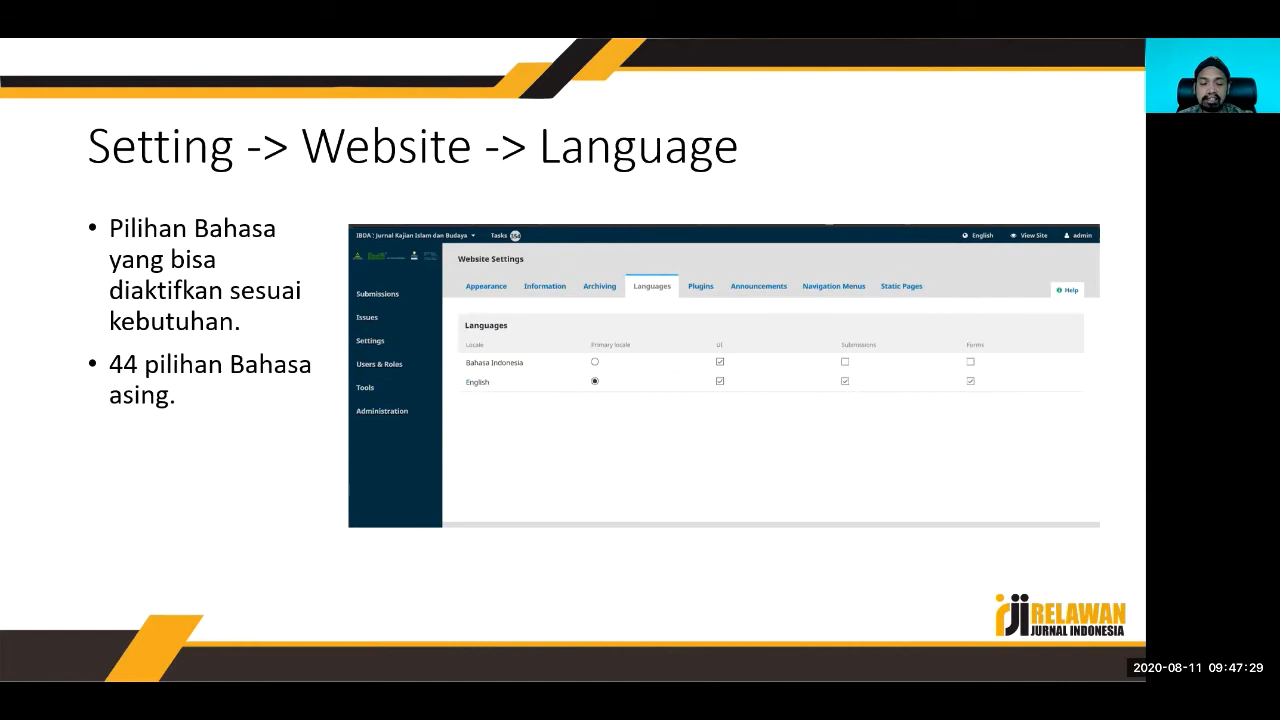 Setting -> Website -> Language
• Pilihan Bahasa
yang bisa
diaktifkan sesuai
kebutuhan.
• 44 pilihan Bahasa
asing.
IBDA : Jurnal Kajian Islam dan Budaya Tasks 154 English View Site admin
Website Settings
Appearance Information Archiving Languages Plugins Announcements Navigation Menus Static Pages
Help
Submissions
Issues
Settings
Users & Roles
Tools
Administration
Languages
Locale Primary locale UI Submissions Forms
Bahasa Indonesia
English
rji RELAWAN
JURNAL INDONESIA
2020-08-11 09:47:29